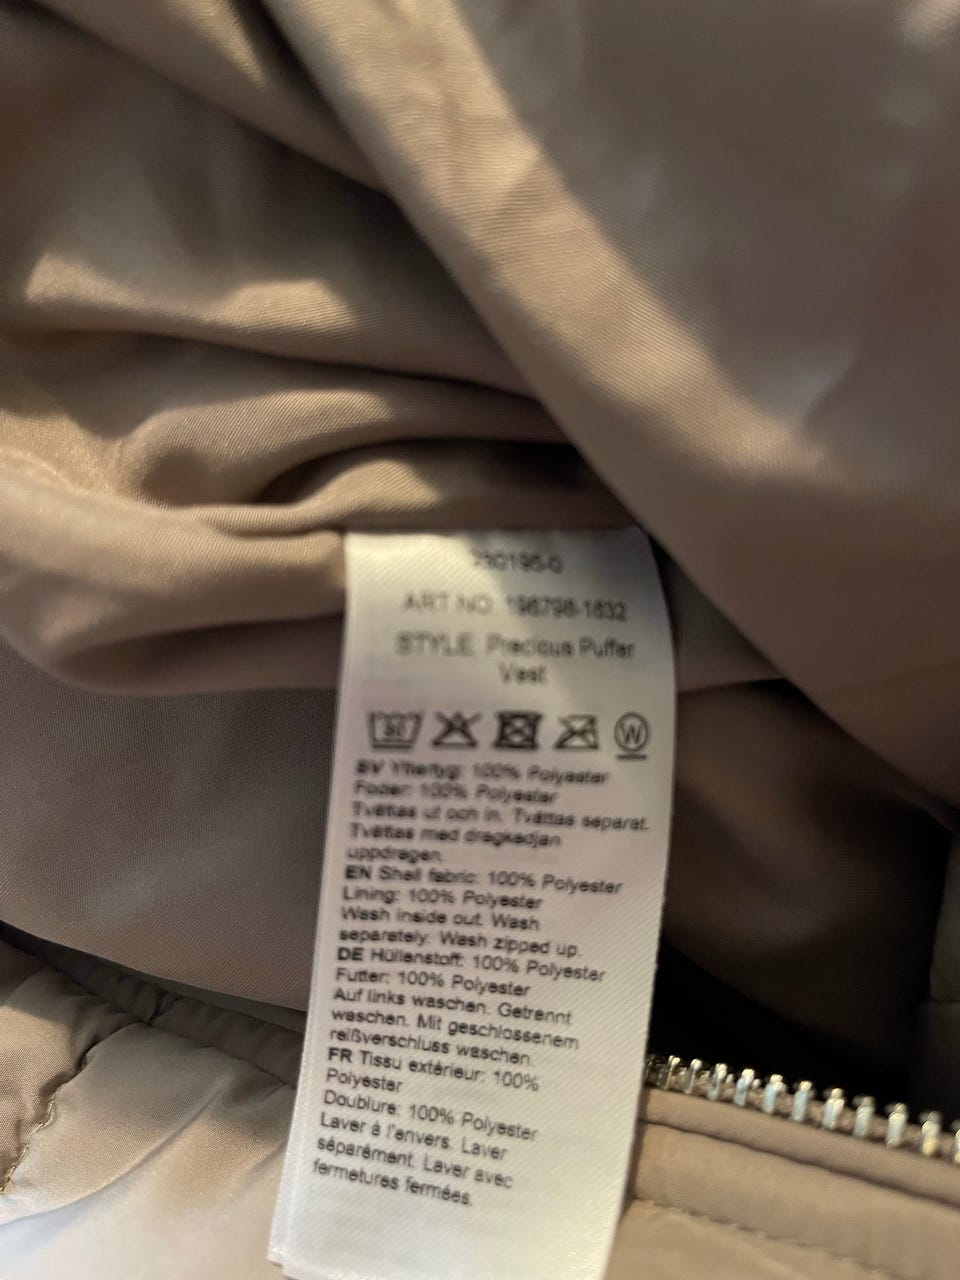 ART NO: 198798-1632
STYLE: Precious Puffer
Vest
30
W
SV Yttertyg: 100% Polyester
Foder: 100% Polyester
Tvättas ut och in. Tvättas separat.
Tvättas med dragkedjan
uppdragen.
EN Shell fabric: 100% Polyester
Lining: 100% Polyester
Wash inside out. Wash
separately. Wash zipped up.
DE Hüllenstoff: 100% Polyester
Futter: 100% Polyester
Auf links waschen. Getrennt
waschen. Mit geschlossenem
reißverschluss waschen.
FR Tissu extérieur: 100%
Polyester
Doublure: 100% Polyester
Laver à l'envers. Laver
séparément. Laver avec
fermetures fermées.